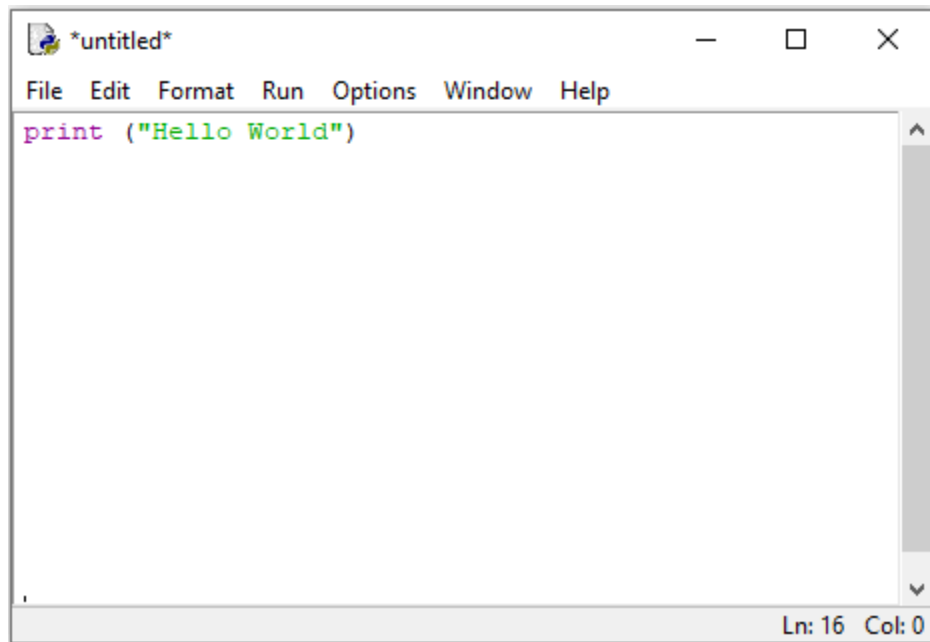 *untitled*
File Edit Format Run Options Window Help
print ("Hello World")
Ln: 16 Col: 0